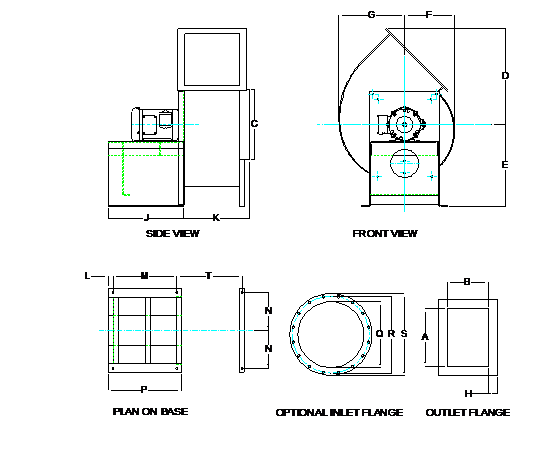 G F
D
C
E
J K
SIDE VIEW FRONT VIEW
L M T
B
N
Q R S A
N
P H
PLAN ON BASE OPTIONAL INLET FLANGE OUTLET FLANGE